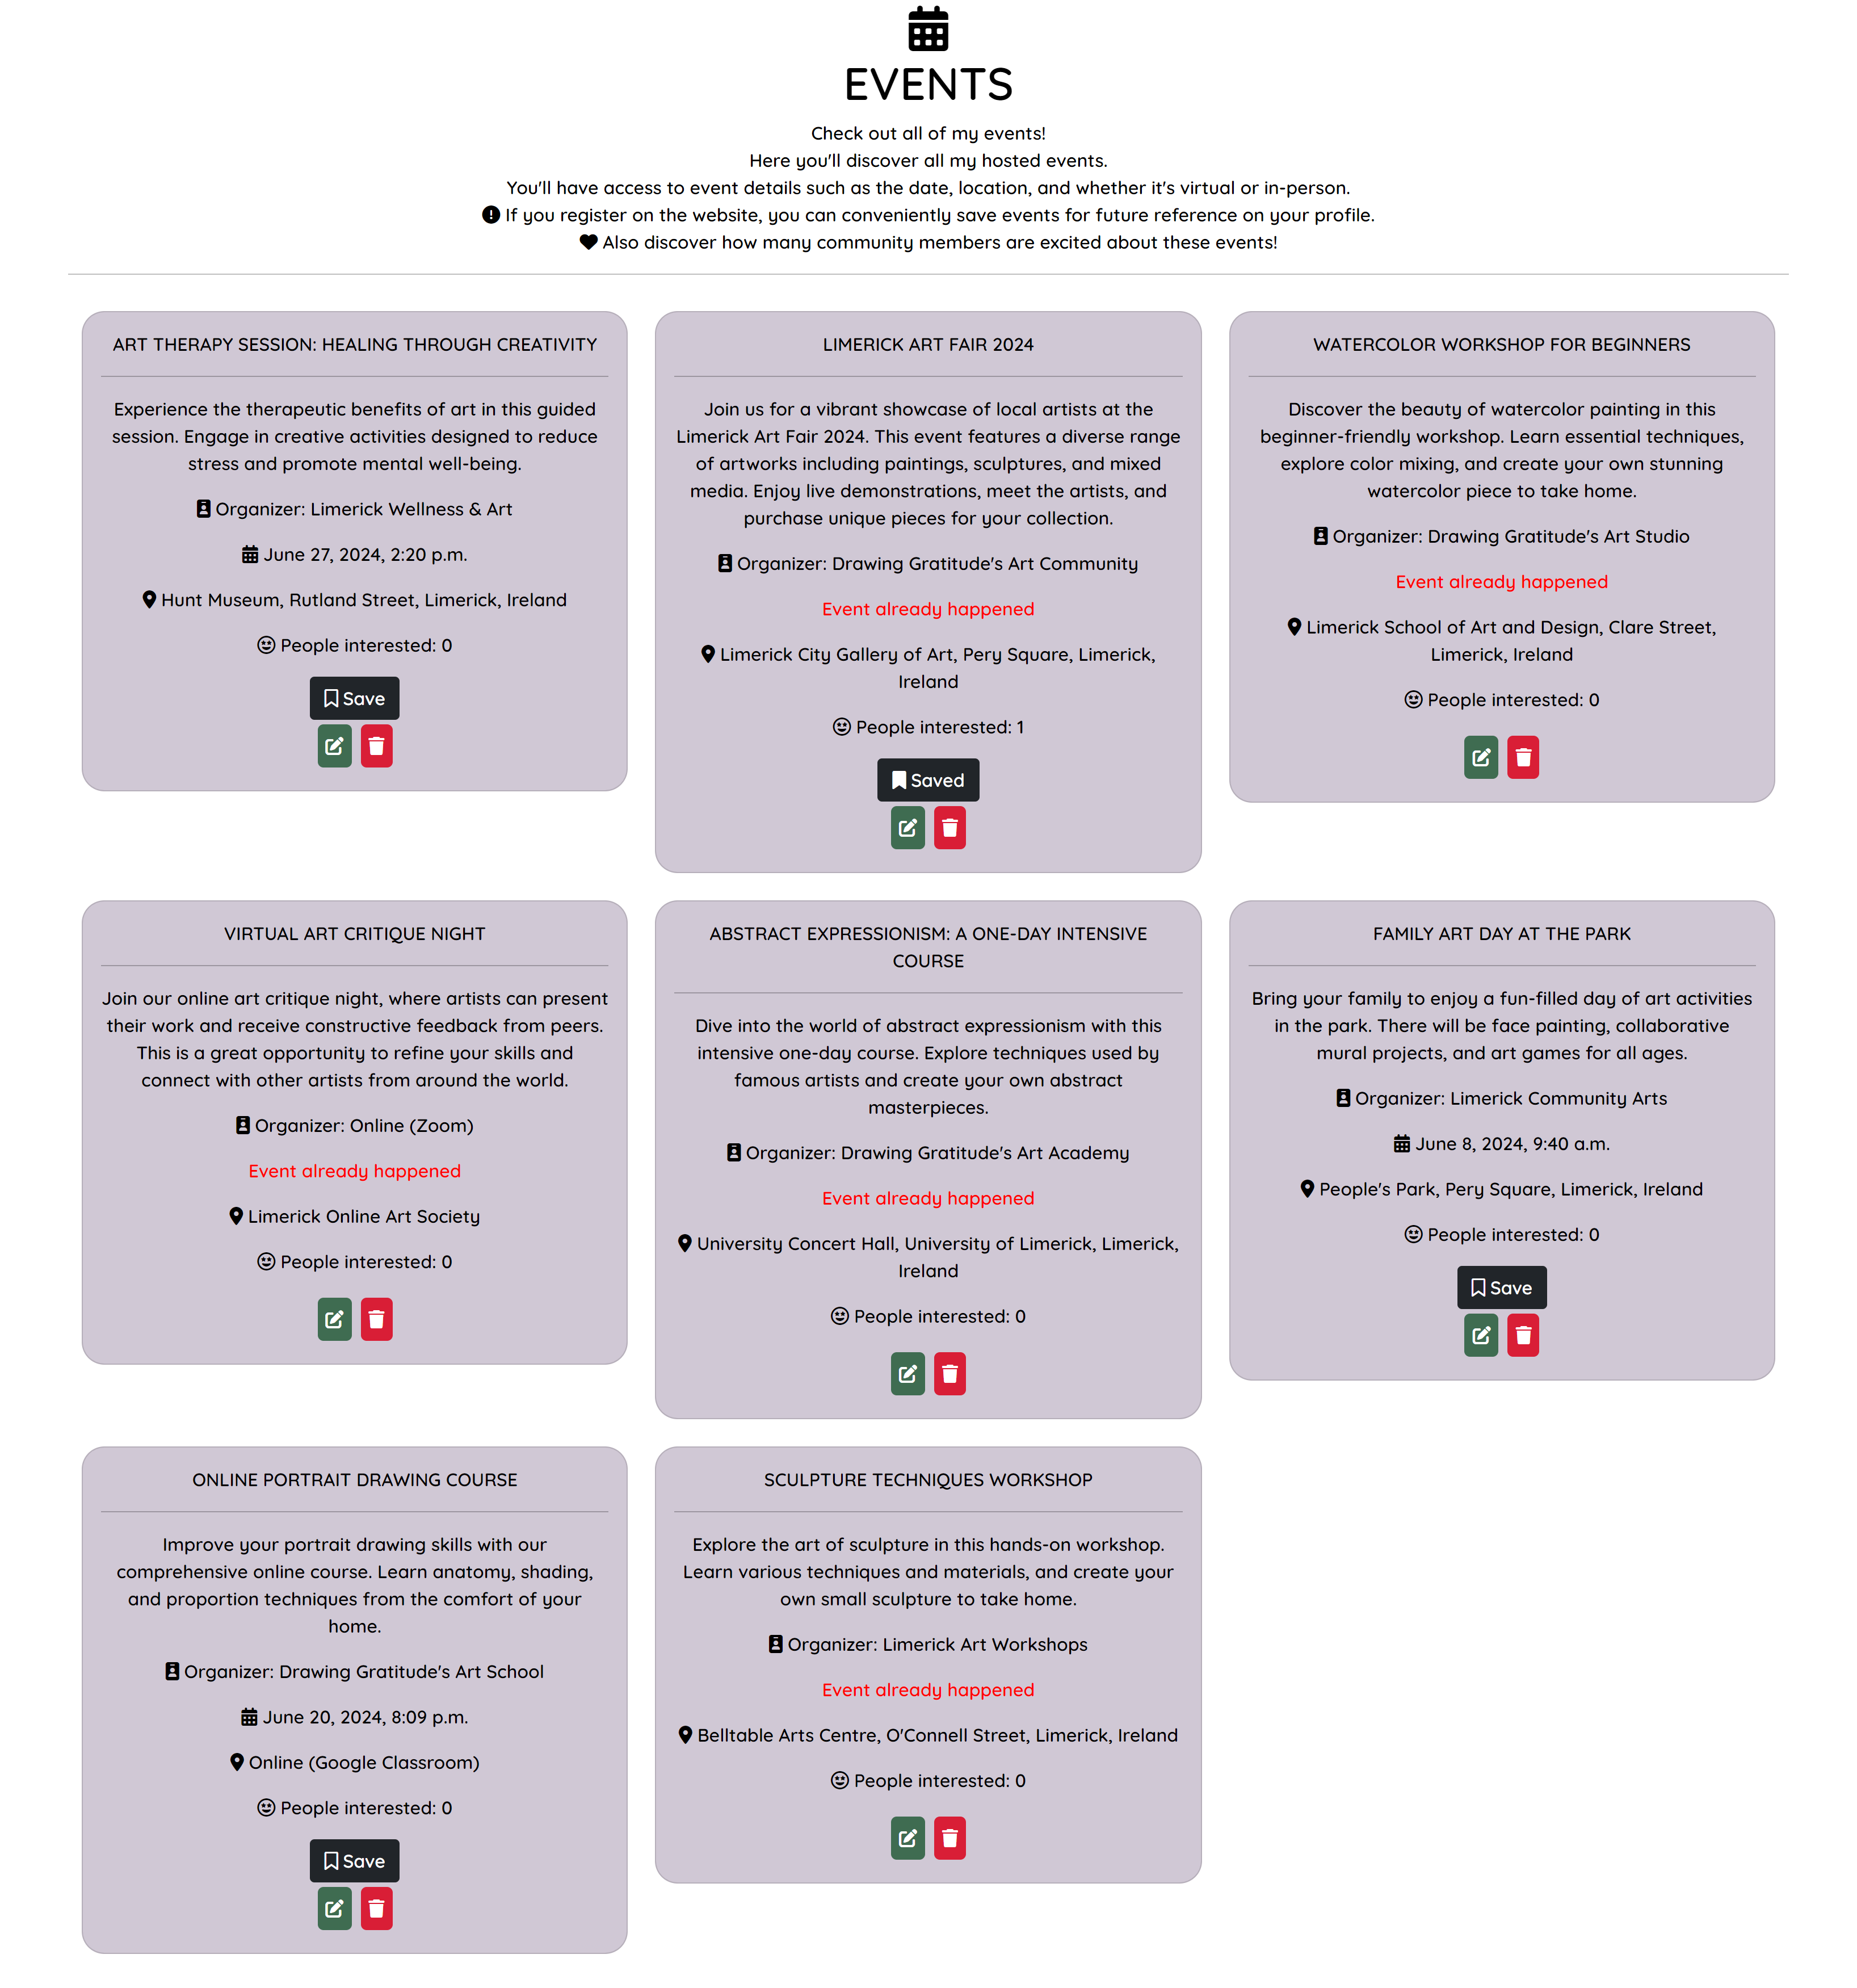 EVENTS
Check out all of my events!
Here you'll discover all my hosted events.
You'll have access to event details such as the date, location, and whether it's virtual or in-person.
If you register on the website, you can conveniently save events for future reference on your profile.
Also discover how many community members are excited about these events!
ART THERAPY SESSION: HEALING THROUGH CREATIVITY
Experience the therapeutic benefits of art in this guided
session. Engage in creative activities designed to reduce
stress and promote mental well-being.
Organizer: Limerick Wellness & Art
June 27, 2024, 2:20 p.m.
Hunt Museum, Rutland Street, Limerick, Ireland
People interested: 0
Save
LIMERICK ART FAIR 2024
Join us for a vibrant showcase of local artists at the
Limerick Art Fair 2024. This event features a diverse range
of artworks including paintings, sculptures, and mixed
media. Enjoy live demonstrations, meet the artists, and
purchase unique pieces for your collection.
Organizer: Drawing Gratitude's Art Community
Event already happened
Limerick City Gallery of Art, Pery Square, Limerick,
Ireland
People interested: 1
Saved
WATERCOLOR WORKSHOP FOR BEGINNERS
Discover the beauty of watercolor painting in this
beginner-friendly workshop. Learn essential techniques,
explore color mixing, and create your own stunning
watercolor piece to take home.
Organizer: Drawing Gratitude's Art Studio
Event already happened
Limerick School of Art and Design, Clare Street,
Limerick, Ireland
People interested: 0
VIRTUAL ART CRITIQUE NIGHT
Join our online art critique night, where artists can present
their work and receive constructive feedback from peers.
This is a great opportunity to refine your skills and
connect with other artists from around the world.
Organizer: Online (Zoom)
Event already happened
Limerick Online Art Society
People interested: 0
ABSTRACT EXPRESSIONISM: A ONE-DAY INTENSIVE
COURSE
Dive into the world of abstract expressionism with this
intensive one-day course. Explore techniques used by
famous artists and create your own abstract
masterpieces.
Organizer: Drawing Gratitude's Art Academy
Event already happened
University Concert Hall, University of Limerick, Limerick,
Ireland
People interested: 0
FAMILY ART DAY AT THE PARK
Bring your family to enjoy a fun-filled day of art activities
in the park. There will be face painting, collaborative
mural projects, and art games for all ages.
Organizer: Limerick Community Arts
June 8, 2024, 9:40 a.m.
People's Park, Pery Square, Limerick, Ireland
People interested: 0
Save
ONLINE PORTRAIT DRAWING COURSE
Improve your portrait drawing skills with our
comprehensive online course. Learn anatomy, shading,
and proportion techniques from the comfort of your
home.
Organizer: Drawing Gratitude's Art School
June 20, 2024, 8:09 p.m.
Online (Google Classroom)
People interested: 0
Save
SCULPTURE TECHNIQUES WORKSHOP
Explore the art of sculpture in this hands-on workshop.
Learn various techniques and materials, and create your
own small sculpture to take home.
Organizer: Limerick Art Workshops
Event already happened
Belltable Arts Centre, O'Connell Street, Limerick, Ireland
People interested: 0